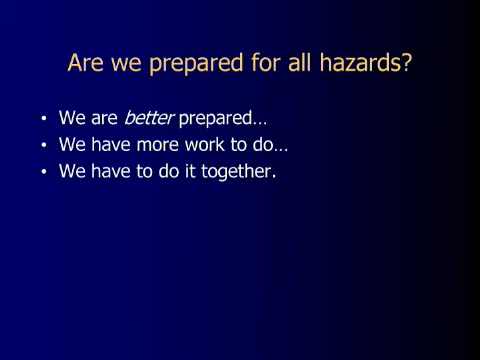 Are we prepared for all hazards?
• We are better prepared…
• We have more work to do…
• We have to do it together.